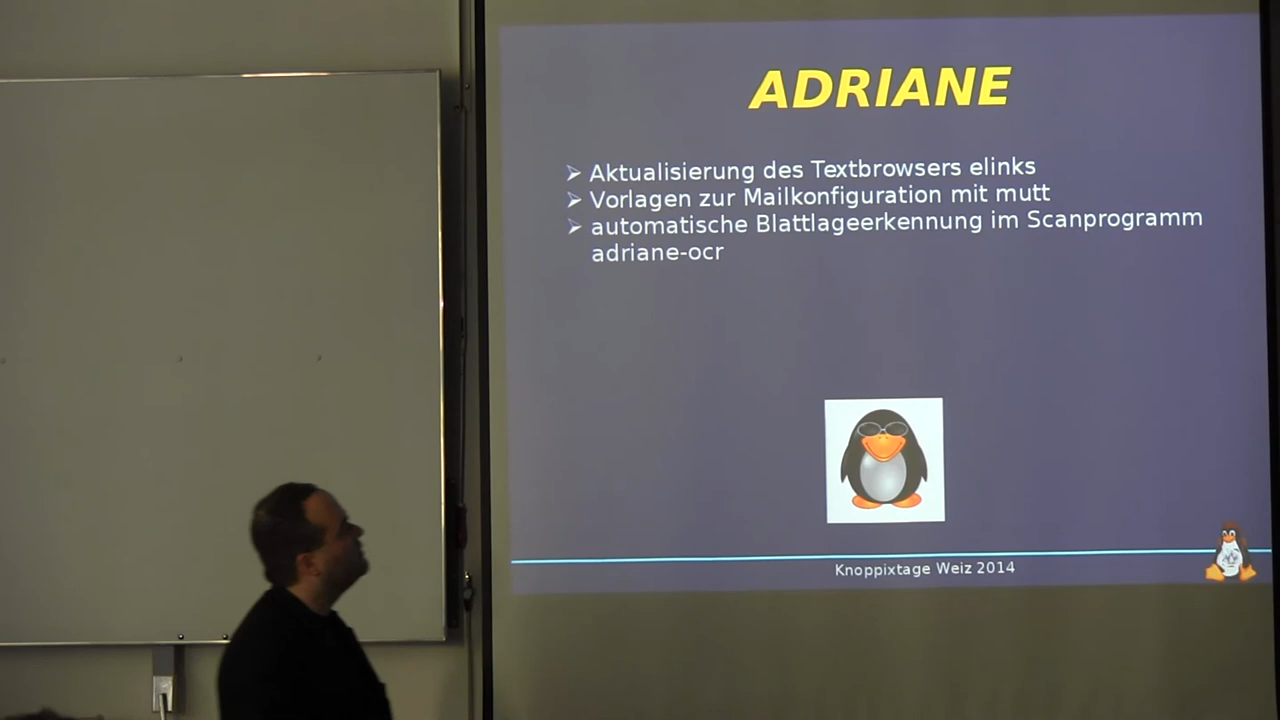 ADRIANE
Aktualisierung des Textbrowsers elinks
Vorlagen zur Mailkonfiguration mit mutt
automatische Blattlageerkennung im Scanprogramm
adriane-ocr
Knoppixtage Weiz 2014